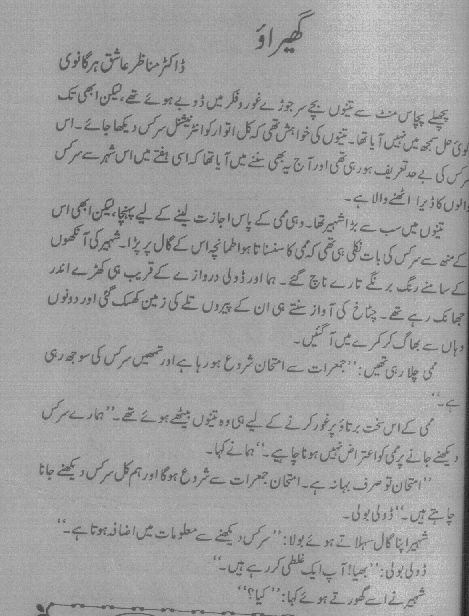 گھیراؤ
ڈاکٹر مناظر عاشق ہرگانوی
پچھلے پچاس منٹ سے تینوں بچے سر جوڑے غور و فکر میں ڈوبے ہوئے تھے، لیکن ابھی تک
کوئی حل سمجھ میں نہیں آیا تھا۔ تینوں کی خواہش تھی کہ کل اتوار کو انٹرنیشنل سرکس دیکھا جائے۔ اس
سرکس کی بے حد تعریف ہو رہی تھی اور آج یہ بھی سننے میں آیا تھا کہ اسی ہفتے میں اس شہر سے سرکس
والوں کا ڈیرا اٹھنے والا ہے۔
تینوں میں سب سے بڑا شہیر تھا۔ وہی ممی کے پاس اجازت لینے کے لیے پہنچا، لیکن ابھی اس
کے منھ سے سرکس کی بات نکلی ہی تھی کہ ممی کا سنسناتا ہوا طمانچہ اس کے گال پر پڑا۔ شہیر کی آنکھوں
کے سامنے رنگ برنگے تارے ناچ گئے۔ ہما اور ڈولی دروازے کے قریب ہی کھڑے اندر
جھانک رہے تھے۔ چٹاخ کی آواز سنتے ہی ان کے پیروں تلے کی زمین کھسک گئی اور دونوں
وہاں سے بھاگ کر کمرے میں آ گئیں۔
ممی چلا رہی تھیں: ”جمعرات سے امتحان شروع ہو رہا ہے اور تمھیں سرکس کی سوجھ رہی
ہے۔“
ممی کے اس سخت برتاؤ پر غور کرنے کے لیے ہی وہ تینوں بیٹھے ہوئے تھے۔ ”ہمارے سرکس
دیکھنے جانے پر ممی کو اعتراض نہیں ہونا چاہیے۔“ ہما نے کہا۔
”امتحان تو صرف بہانہ ہے۔ امتحان جمعرات سے شروع ہوگا اور ہم کل سرکس دیکھنے جانا
چاہتے ہیں۔“ ڈولی بولی۔
شہیر اپنا گال سہلاتے ہوئے بولا: ”سرکس دیکھنے سے معلومات میں اضافہ ہوتا ہے۔“
ڈولی بولی: ”بھیا! آپ ایک غلطی کر رہے ہیں۔“
شہیر نے اسے گھورتے ہوئے کہا: ”کیا؟“